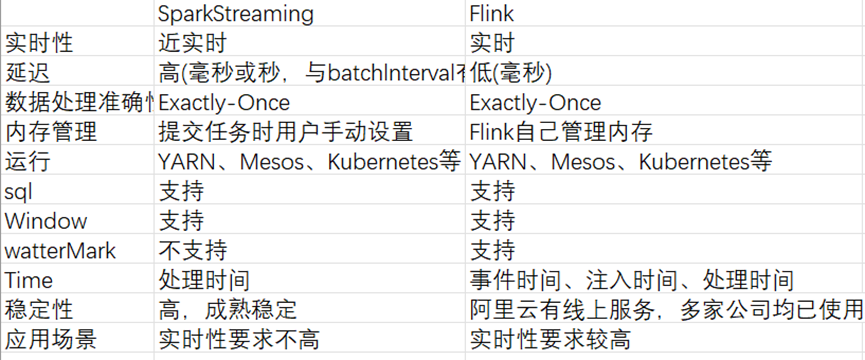 SparkStreaming Flink
实时性 近实时 实时
延迟 高(毫秒或秒，与batchInterval有 低(毫秒)
数据处理准确性 Exactly-Once Exactly-Once
内存管理 提交任务时用户手动设置 Flink自己管理内存
运行 YARN、Mesos、Kubernetes等 YARN、Mesos、Kubernetes等
sql 支持 支持
Window 支持 支持
watterMark 不支持 支持
Time 处理时间 事件时间、注入时间、处理时间
稳定性 高，成熟稳定 阿里云有线上服务，多家公司均已使用
应用场景 实时性要求不高 实时性要求较高